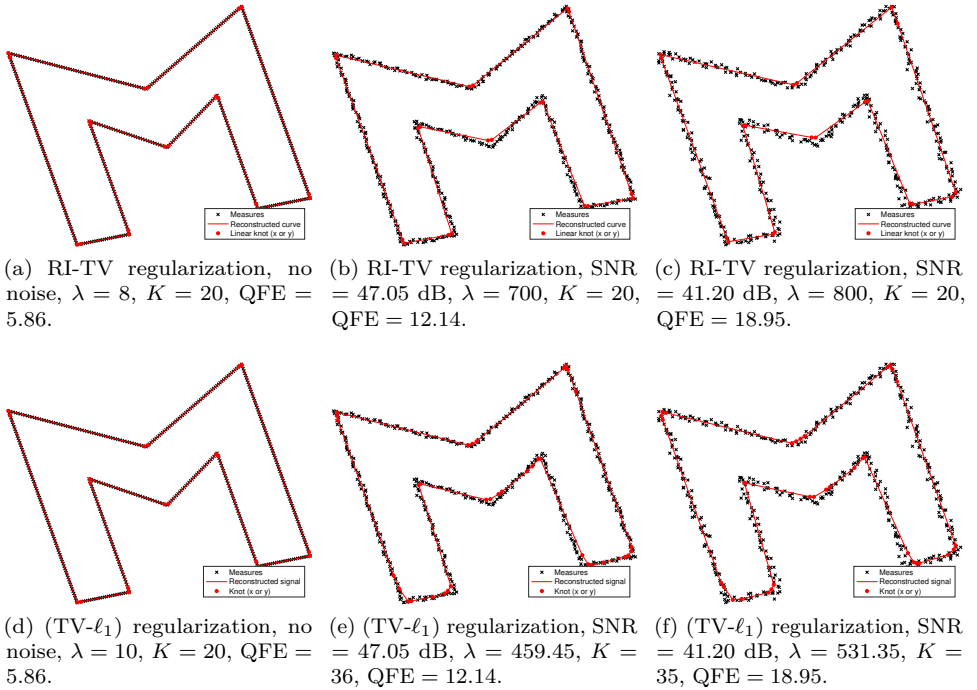 Measures
Reconstructed curve
Linear knot (x or y)
Measures
Reconstructed curve
Linear knot (x or y)
Measures
Reconstructed curve
Linear knot (x or y)
(a) RI-TV regularization, no
noise, λ = 8, K = 20, QFE =
5.86.
(b) RI-TV regularization, SNR
= 47.05 dB, λ = 700, K = 20,
QFE = 12.14.
(c) RI-TV regularization, SNR
= 41.20 dB, λ = 800, K = 20,
QFE = 18.95.
Measures
Reconstructed signal
Knot (x or y)
Measures
Reconstructed signal
Knot (x or y)
Measures
Reconstructed signal
Knot (x or y)
(d) (TV-ℓ₁) regularization, no
noise, λ = 10, K = 20, QFE =
5.86.
(e) (TV-ℓ₁) regularization, SNR
= 47.05 dB, λ = 459.45, K =
36, QFE = 12.14.
(f) (TV-ℓ₁) regularization, SNR
= 41.20 dB, λ = 531.35, K =
35, QFE = 18.95.